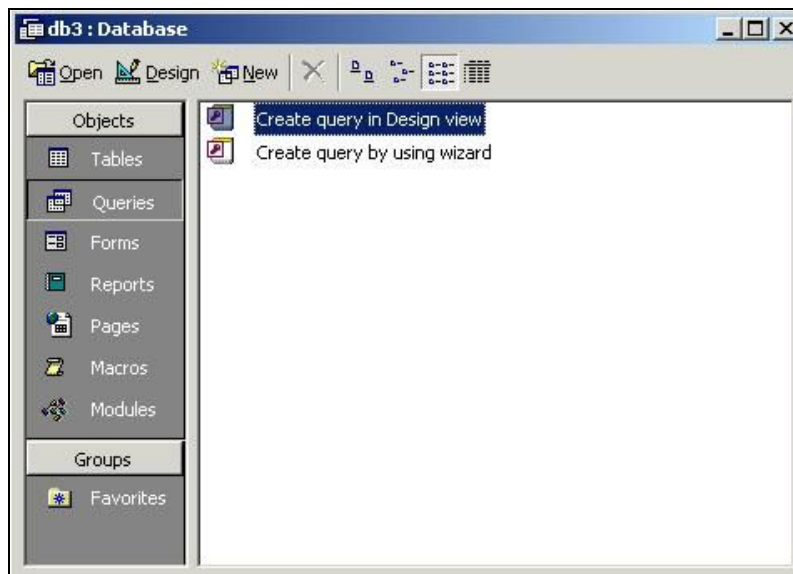 db3 : Database
Open Design New
Objects
Tables
Queries
Forms
Reports
Pages
Macros
Modules
Groups
Favorites
Create query in Design view
Create query by using wizard